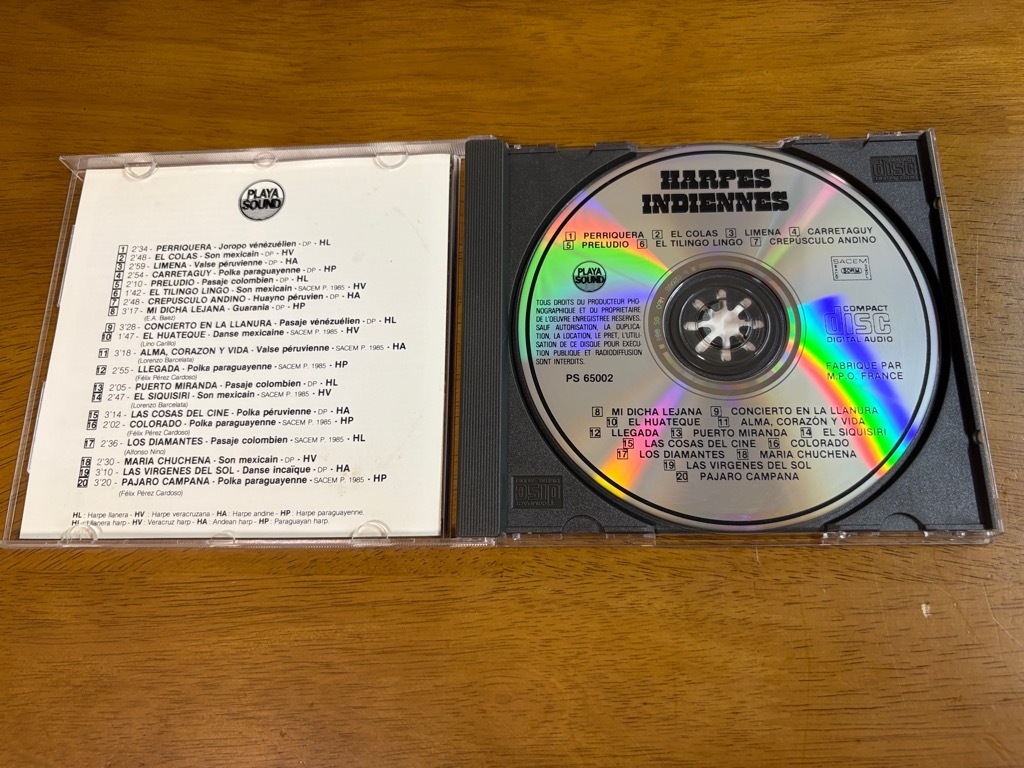 PLAYA
SOUND
1 2'34 - PERRIQUERA - Joropo vénézuélien - DP - HL
2 2'48 - EL COLAS - Son mexicain - DP - HV
3 2'59 - LIMENA - Valse péruvienne - DP - HA
4 2'54 - CARRETAGUY - Polka paraguayenne - DP - HP
5 2'10 - PRELUDIO - Pasaje colombien - DP - HL
6 1'42 - EL TILINGO LINGO - Son mexicain - SACEM P. 1985 - HV
7 2'48 - CREPUSCULO ANDINO - Huayno péruvien - DP - HA
8 3'17 - MI DICHA LEJANA - Guarania - DP - HP
(E.A. Baez)
9 3'28 - CONCIERTO EN LA LLANURA - Pasaje vénézuélien - DP - HL
10 1'47 - EL HUATEQUE - Danse mexicaine - SACEM P. 1985 - HV
(Lino Carillo)
11 3'18 - ALMA, CORAZON Y VIDA - Valse péruvienne - SACEM P. 1985 - HA
(Lorenzo Barcelata)
12 2'55 - LLEGADA - Polka paraguayenne - SACEM P. 1985 - HP
(Félix Pérez Cardoso)
13 2'05 - PUERTO MIRANDA - Pasaje colombien - DP - HL
14 2'47 - EL SIQUISIRI - Son mexicain - SACEM P. 1985 - HV
(Lorenzo Barcelata)
15 3'14 - LAS COSAS DEL CINE - Polka péruvienne - DP - HA
16 2'02 - COLORADO - Polka paraguayenne - SACEM P. 1985 - HP
(Félix Pérez Cardoso)
17 2'36 - LOS DIAMANTES - Pasaje colombien - SACEM P. 1985 - HL
(Alfonso Nino)
18 2'30 - MARIA CHUCHENA - Son mexicain - DP - HV
19 3'10 - LAS VIRGENES DEL SOL - Danse incaïque - DP - HA
20 3'20 - PAJARO CAMPANA - Polka paraguayenne - SACEM P. 1985 - HP
(Félix Pérez Cardoso)
HL : Harpe llanera - HV : Harpe veracruzana - HA : Harpe andine - HP : Harpe paraguayenne.
HL : Llanera harp - HV : Veracruz harp - HA : Andean harp - HP : Paraguayan harp.
HARPES
INDIENNES
1 PERRIQUERA 2 EL COLAS 3 LIMENA 4 CARRETAGUY
5 PRELUDIO 6 EL TILINGO LINGO 7 CREPUSCULO ANDINO
PLAYA
SOUND
SACEM
TOUS DROITS DU PRODUCTEUR PHO
NOGRAPHIQUE ET DU PROPRIETAIRE
DE L'OEUVRE ENREGISTREE RESERVES.
SAUF AUTORISATION, LA DUPLICA
TION, LA LOCATION, LE PRET, L'UTILI-
SATION DE CE DISQUE POUR EXECU
TION PUBLIQUE ET RADIODIFFUSION
SONT INTERDITS.
PS 65002
COMPACT
disc
DIGITAL AUDIO
FABRIQUE PAR
M.P.O. FRANCE
8 MI DICHA LEJANA 9 CONCIERTO EN LA LLANURA
10 EL HUATEQUE 11 ALMA, CORAZON Y VIDA
12 LLEGADA 13 PUERTO MIRANDA 14 EL SIQUISIRI
15 LAS COSAS DEL CINE 16 COLORADO
17 LOS DIAMANTES 18 MARIA CHUCHENA
19 LAS VIRGENES DEL SOL
20 PAJARO CAMPANA
disc
disc